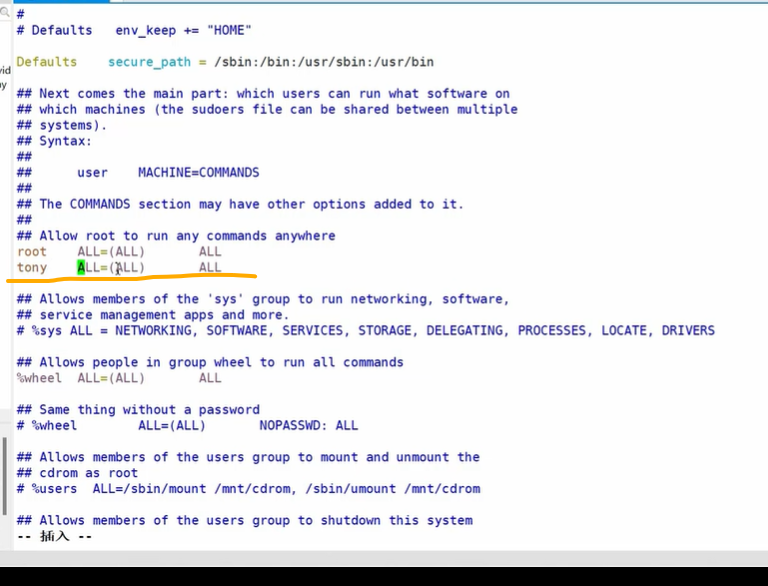 #
# Defaults   env_keep += "HOME"
Defaults    secure_path = /sbin:/bin:/usr/sbin:/usr/bin
## Next comes the main part: which users can run what software on
## which machines (the sudoers file can be shared between multiple
## systems).
## Syntax:
##
##      user    MACHINE=COMMANDS
##
## The COMMANDS section may have other options added to it.
##
## Allow root to run any commands anywhere
root    ALL=(ALL)       ALL
tony    ALL=(ALL)       ALL
## Allows members of the 'sys' group to run networking, software,
## service management apps and more.
# %sys ALL = NETWORKING, SOFTWARE, SERVICES, STORAGE, DELEGATING, PROCESSES, LOCATE, DRIVERS
## Allows people in group wheel to run all commands
%wheel  ALL=(ALL)       ALL
## Same thing without a password
# %wheel        ALL=(ALL)       NOPASSWD: ALL
## Allows members of the users group to mount and unmount the
## cdrom as root
# %users  ALL=/sbin/mount /mnt/cdrom, /sbin/umount /mnt/cdrom
## Allows members of the users group to shutdown this system
-- 插入 --